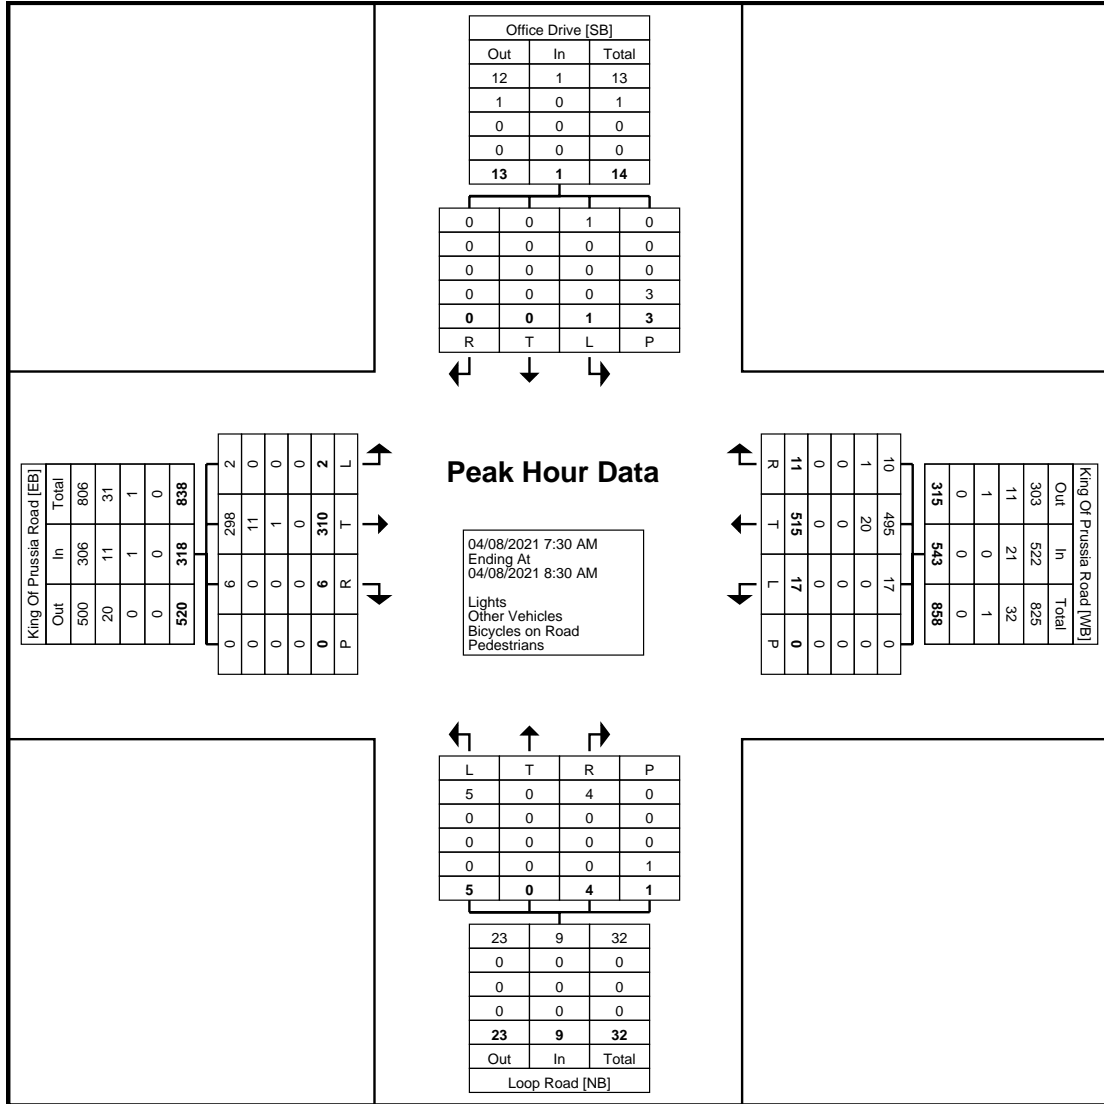 Office Drive [SB]
Out In Total
12 1 13
1 0 1
0 0 0
0 0 0
13 1 14
0 0 1 0
0 0 0 0
0 0 0 0
0 0 0 3
0 0 1 3
R T L P
King Of Prussia Road [EB]
Total In Out
806 306 500
31 11 20
1 1 0
0 0 0
838 318 520
2 298 6 0
0 11 0 0
0 1 0 0
0 0 0 0
2 310 6 0
L T R P
Peak Hour Data
04/08/2021 7:30 AM
Ending At
04/08/2021 8:30 AM
Lights
Other Vehicles
Bicycles on Road
Pedestrians
R T L P
11 515 17 0
0 0 0 0
0 0 0 0
1 20 0 0
10 495 17 0
315 543 858
0 0 0
1 0 1
11 21 32
303 522 825
Out In Total
King Of Prussia Road [WB]
L T R P
5 0 4 0
0 0 0 0
0 0 0 0
0 0 0 1
5 0 4 1
23 9 32
0 0 0
0 0 0
0 0 0
23 9 32
Out In Total
Loop Road [NB]